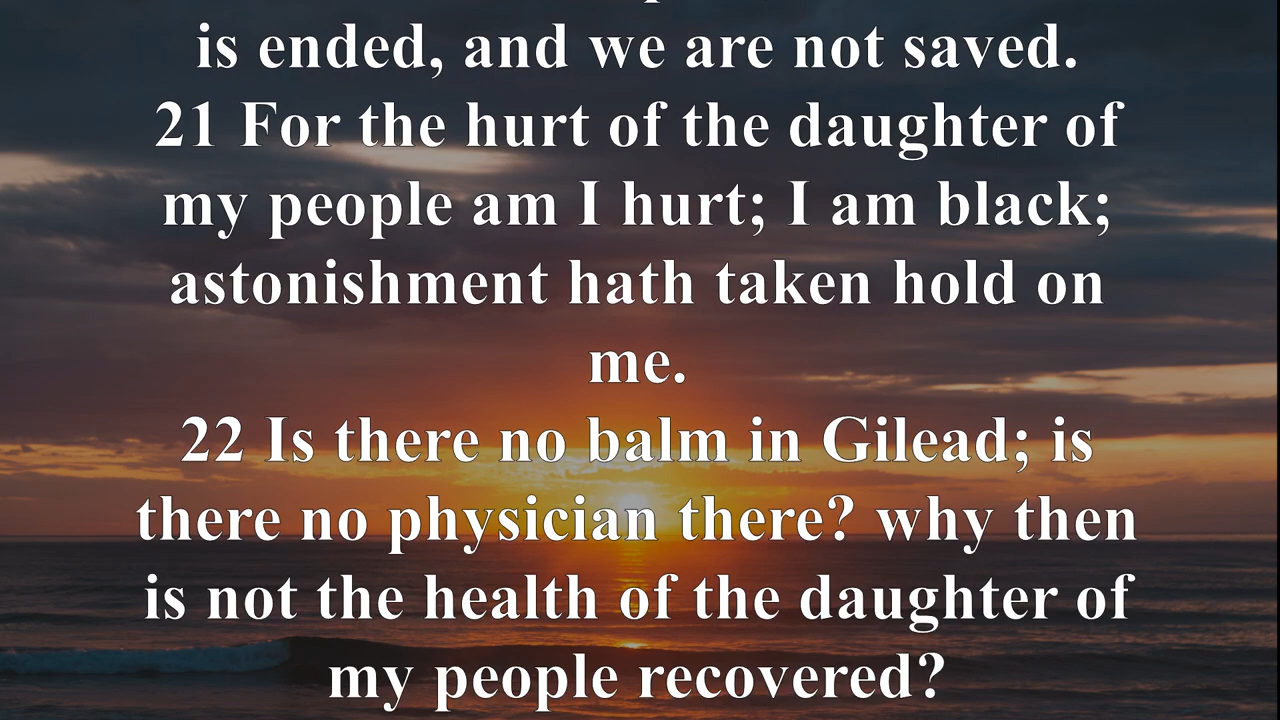 is ended, and we are not saved.
21 For the hurt of the daughter of
my people am I hurt; I am black;
astonishment hath taken hold on
me.
22 Is there no balm in Gilead; is
there no physician there? why then
is not the health of the daughter of
my people recovered?